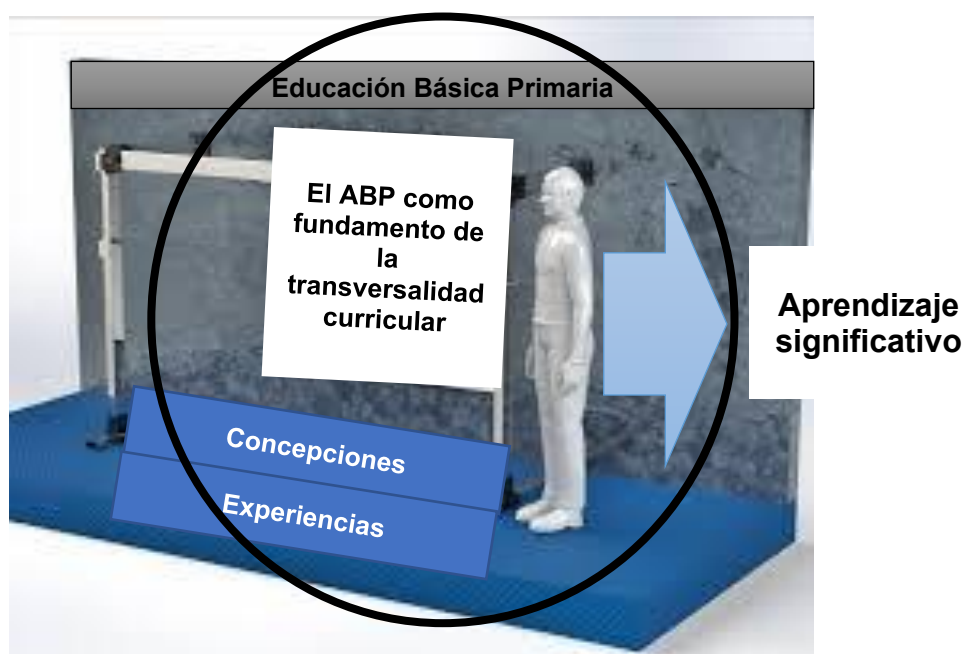 Educación Básica Primaria
El ABP como
fundamento de
la
transversalidad
curricular
Aprendizaje
significativo
Concepciones
Experiencias